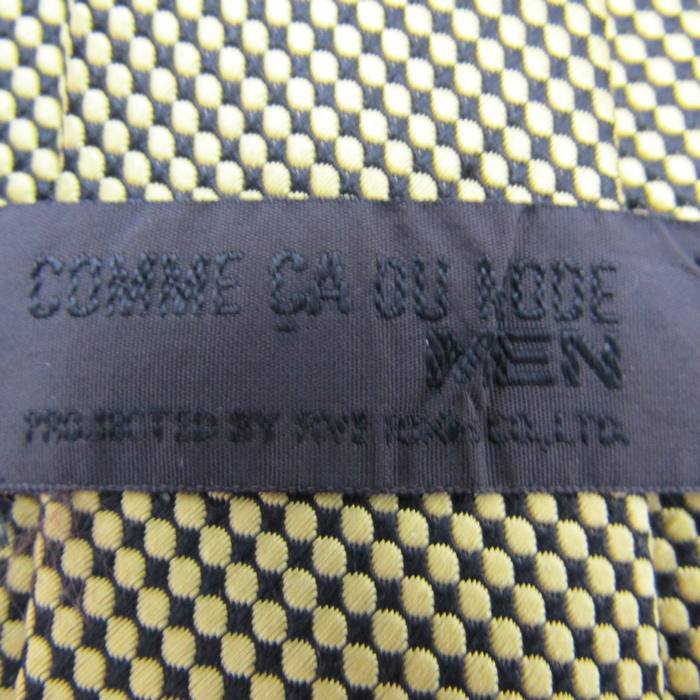 COMME ÇA DU MODE
MEN
PROJECTED BY FIVE FOXES CO.,LTD.